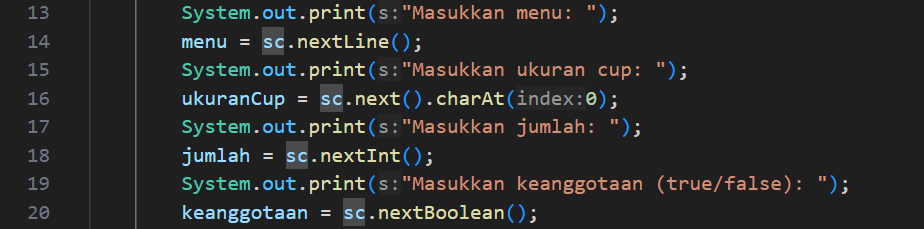 13 System.out.print(s:"Masukkan menu: ");
14 menu = sc.nextLine();
15 System.out.print(s:"Masukkan ukuran cup: ");
16 ukuranCup = sc.next().charAt(index:0);
17 System.out.print(s:"Masukkan jumlah: ");
18 jumlah = sc.nextInt();
19 System.out.print(s:"Masukkan keanggotaan (true/false): ");
20 keanggotaan = sc.nextBoolean();